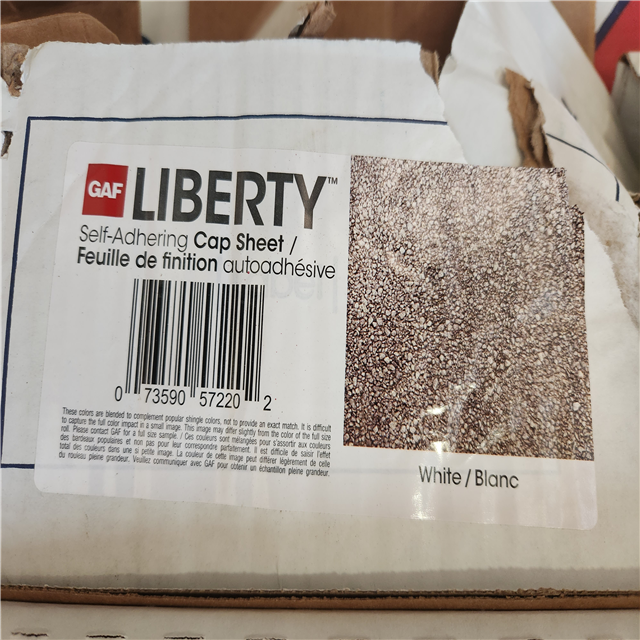 GAF LIBERTY™
Self-Adhering Cap Sheet /
Feuille de finition autoadhésive
0 73590 57220 2
These colors are blended to complement popular shingle colors, not to provide an exact match. It is difficult
to capture the full color impact in a small image. This image may differ slightly from the color of the full size
roll. Please contact GAF for a full size sample. / Ces couleurs sont mélangées pour s'assortir aux couleurs
des bardeaux populaires et non pas pour leur correspondre parfaitement. Il est difficile de saisir l'effet
total des couleurs dans une si petite image. La couleur de cette image peut différer légèrement de celle
du rouleau pleine grandeur. Veuillez communiquer avec GAF pour obtenir un échantillon pleine grandeur.
White / Blanc